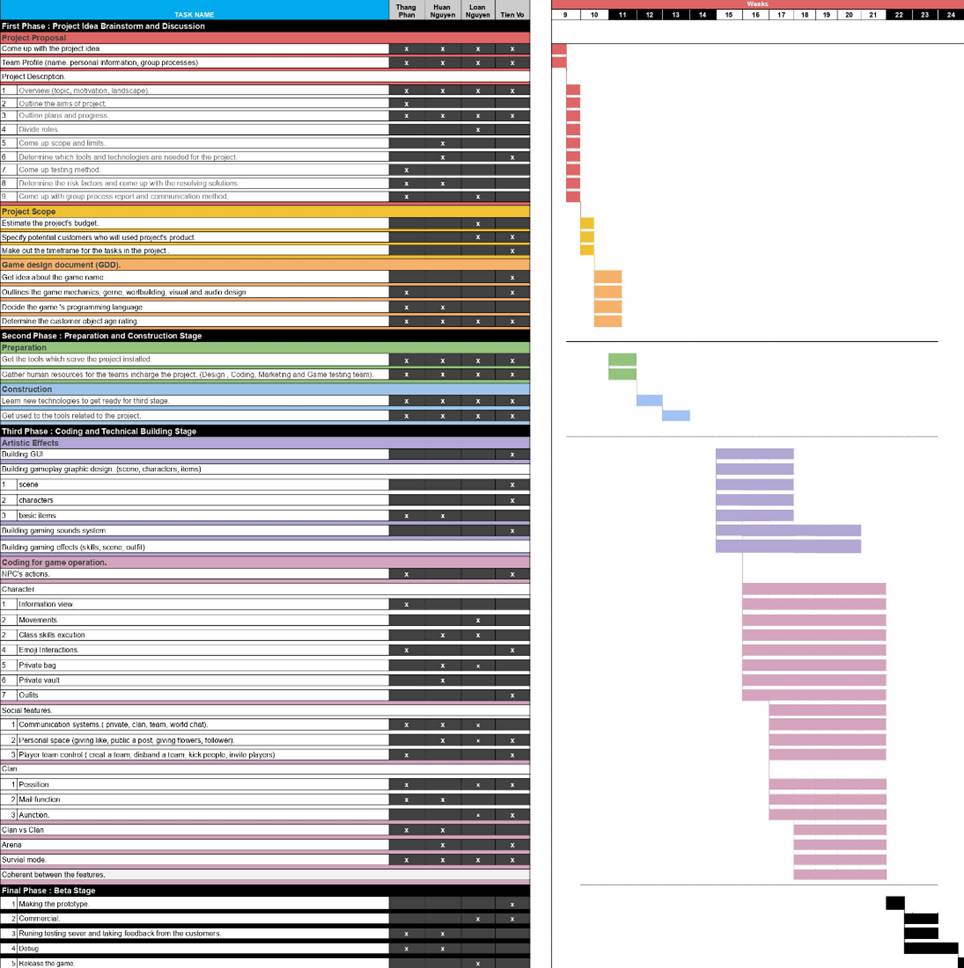 TASK NAME Thang Phan Huan Nguyen Loan Nguyen Tien Vo Weeks
9 10 11 12 13 15 16 17 18 19 20 21 22 23 24
First Phase : Project Idea Brainstorm and Discussion
Project Proposal
Come up with the project idea x x x x
Team Profile (name, personal information, group processes) x x x x
Project Description.
1 Overview (topic, motivation, landscape). x x x x
2 Outline the aims of project. x
3 Outline plans and progress. x x x x
4 Divide roles x
5 Come up scope and limits. x
6 Determine which tools and technologies are needed for the project. x x
7 Come up testing method. x
8 Determine the risk factors and come up with the resolving solutions x x
9 Come up with group process report and communication method. x x
Project Scope
Estimate the project's budget. x
Specify potential customers who will used project's product x x
Make out the timeframe for the tasks in the project . x
Game design document (GDD).
Get idea about the game name x
Outlines the game mechanics, gerne, worlbuilding, visual and audio design x x
Decide the game 's programming language x x
Determine the customer object age rating x x x x
Second Phase : Preparation and Construction Stage
Preparation
Get the tools which serve the project installed x x x x
Gather human resources for the teams incharge the project. (Design , Coding, Marketing and Game testing team). x x x x
Construction
Learn new technologies to get ready for third stage. x x x x
Get used to the tools related to the project. x x x x
Third Phase : Coding and Technical Building Stage
Artistic Effects
Building GUI x
Building gameplay graphic design. (scene, characters, items)
1 scene x
2 characters x
3 basic items x x
Building gaming sounds system x
Building gaming effects (skills, scene, outfit)
Coding for game operation.
NPC's actions. x x
Character
1 Information view x
2 Movements. x
2 Class skills excution x x
4 Emoji Interactions. x x
5 Private bag x x
6 Private vault x
7 Oufits x
Social features.
1 Communication systems.( private, clan, team, world chat). x x x
2 Personal space (giving like, public a post, giving flowers, follower). x x x
3 Player team control ( creat a team, disband a team, kick people, invite players) x x
Clan
1 Possition x x x
2 Mail function x x
3 Aunction. x x
Clan vs Clan x x
Arena x x
Survial mode. x x x x
Coherent between the features.
Final Phase : Beta Stage
1 Making the prototype. x
2 Commercial. x x
3 Runing testing sever and taking feedback from the customers. x x
4 Debug x x
5 Release the game. x